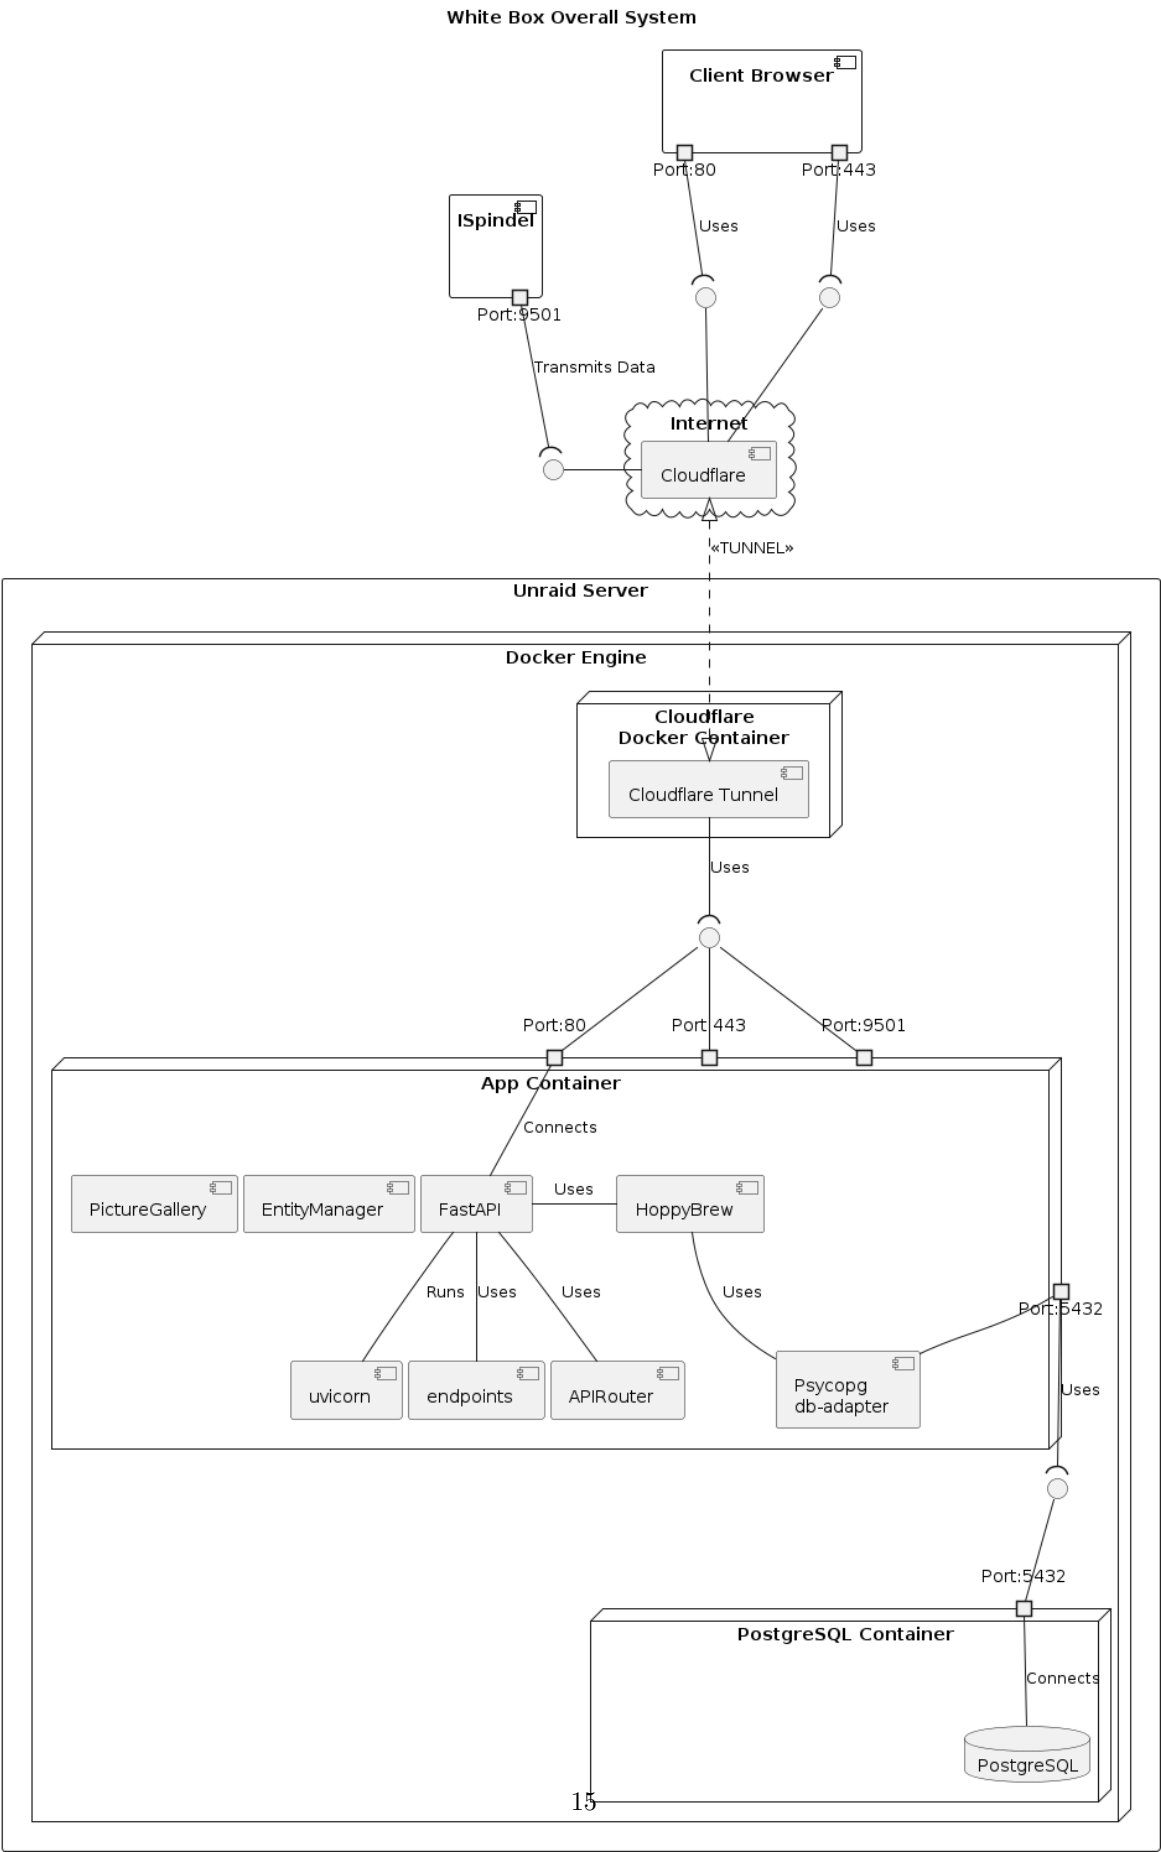 White Box Overall System
Client Browser
Port:80
Port:443
ISpindel
Uses
Uses
Port:9501
Transmits Data
Internet
Cloudflare
«TUNNEL»
Unraid Server
Docker Engine
Cloudflare
Docker Container
Cloudflare Tunnel
Uses
Port:80
Port:443
Port:9501
App Container
Connects
PictureGallery
EntityManager
FastAPI
Uses
HoppyBrew
Runs
Uses
Uses
Uses
Port:5432
uvicorn
endpoints
APIRouter
Psycopg
db-adapter
Uses
Port:5432
PostgreSQL Container
Connects
PostgreSQL
15